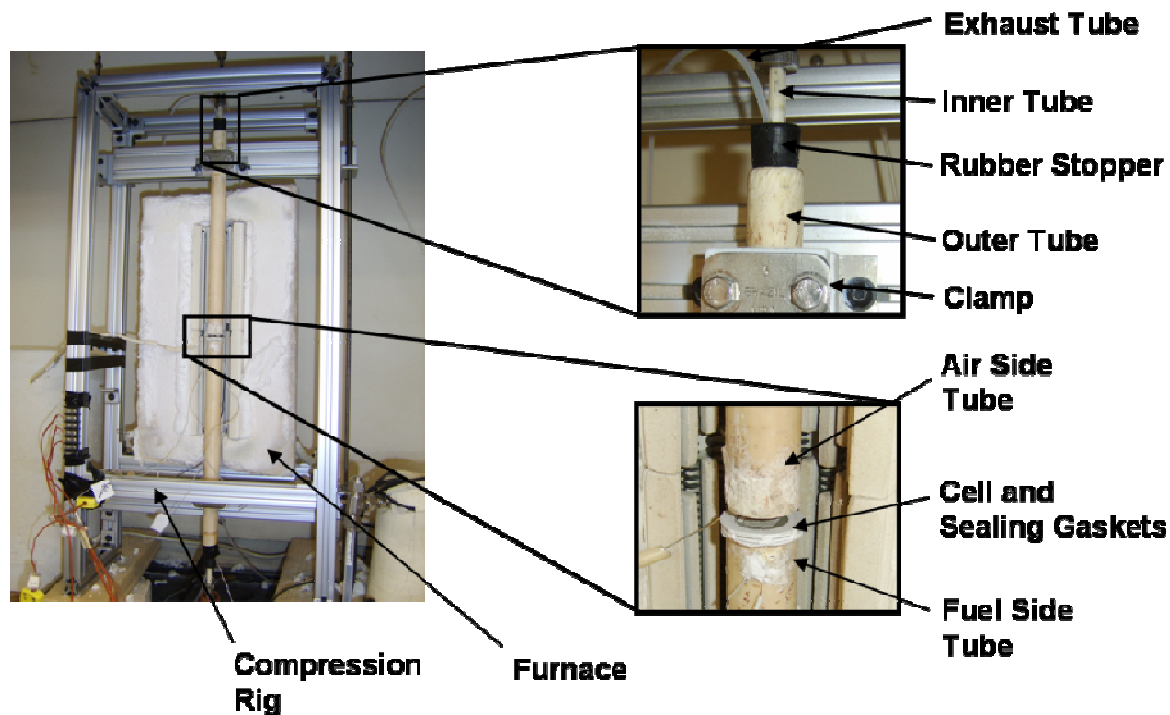 Exhaust Tube
Inner Tube
Rubber Stopper
Outer Tube
Clamp
Air Side
Tube
Cell and
Sealing Gaskets
Fuel Side
Tube
Compression
Rig
Furnace